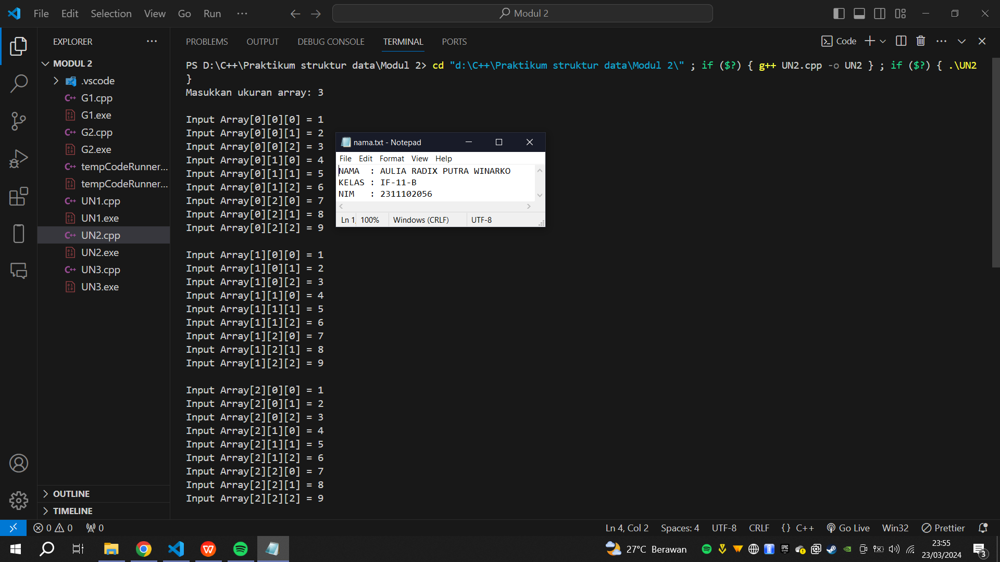 File Edit Selection View Go Run ··· Modul 2
EXPLORER
MODUL 2
.vscode
G1.cpp
G1.exe
G2.cpp
G2.exe
tempCodeRunner...
tempCodeRunner...
UN1.cpp
UN1.exe
UN2.cpp
UN2.exe
UN3.cpp
UN3.exe
OUTLINE
TIMELINE
PROBLEMS OUTPUT DEBUG CONSOLE TERMINAL PORTS Code
PS D:\C++\Praktikum struktur data\Modul 2> cd "d:\C++\Praktikum struktur data\Modul 2\" ; if ($?) { g++ UN2.cpp -o UN2 } ; if ($?) { .\UN2
}
Masukkan ukuran array: 3
Input Array[0][0][0] = 1
Input Array[0][0][1] = 2
Input Array[0][0][2] = 3
Input Array[0][1][0] = 4
Input Array[0][1][1] = 5
Input Array[0][1][2] = 6
Input Array[0][2][0] = 7
Input Array[0][2][1] = 8
Input Array[0][2][2] = 9
Input Array[1][0][0] = 1
Input Array[1][0][1] = 2
Input Array[1][0][2] = 3
Input Array[1][1][0] = 4
Input Array[1][1][1] = 5
Input Array[1][1][2] = 6
Input Array[1][2][0] = 7
Input Array[1][2][1] = 8
Input Array[1][2][2] = 9
Input Array[2][0][0] = 1
Input Array[2][0][1] = 2
Input Array[2][0][2] = 3
Input Array[2][1][0] = 4
Input Array[2][1][1] = 5
Input Array[2][1][2] = 6
Input Array[2][2][0] = 7
Input Array[2][2][1] = 8
Input Array[2][2][2] = 9
nama.txt - Notepad
File Edit Format View Help
NAMA : AULIA RADIX PUTRA WINARKO
KELAS : IF-11-B
NIM : 2311102056
Ln 1, 100% Windows (CRLF) UTF-8
0 0 0 Ln 4, Col 2 Spaces: 4 UTF-8 CRLF {} C++ Go Live Win32 Prettier
27°C Berawan
23:55
23/03/2024
3